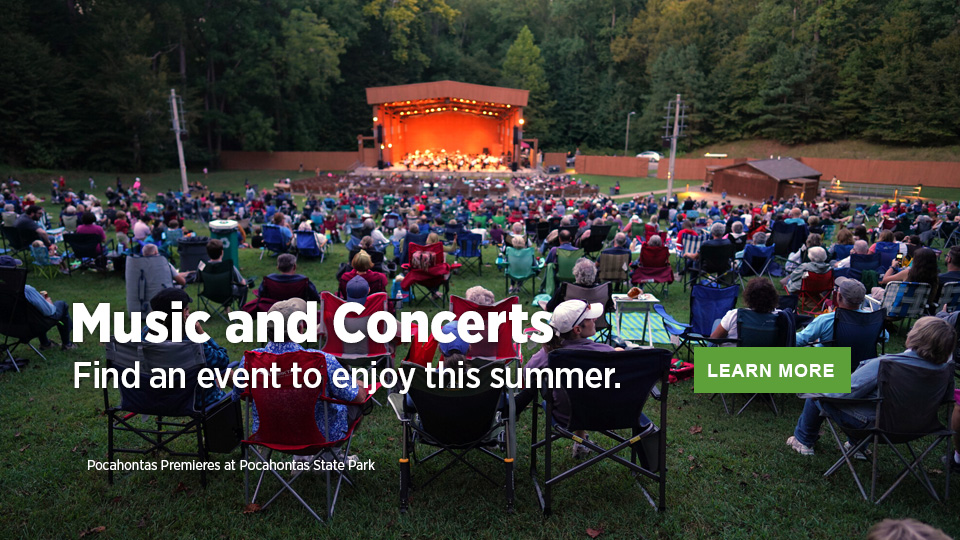 Music and Concerts
Find an event to enjoy this summer.
LEARN MORE
Pocahontas Premieres at Pocahontas State Park